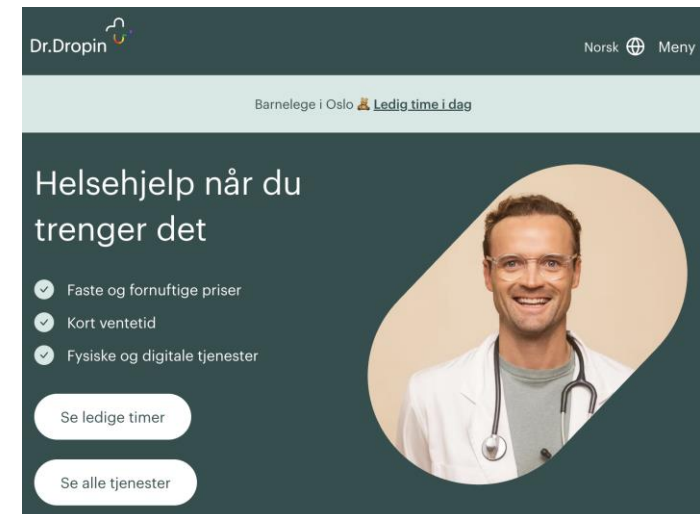 Dr.Dropin
Norsk Meny
Barnelege i Oslo Ledig time i dag
Helsehjelp når du
trenger det
Faste og fornuftige priser
Kort ventetid
Fysiske og digitale tjenester
Se ledige timer
Se alle tjenester